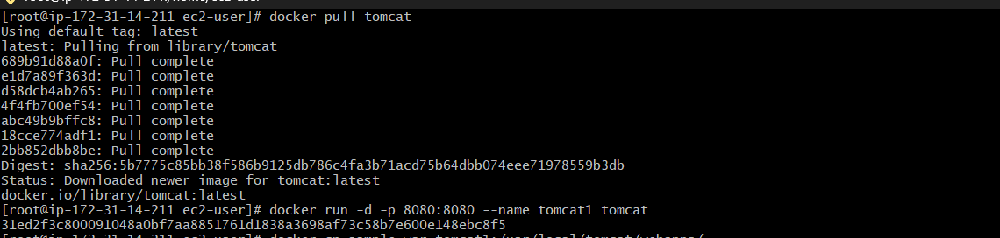 [root@ip-172-31-14-211 ec2-user]# docker pull tomcat
Using default tag: latest
latest: Pulling from library/tomcat
689b91d88a0f: Pull complete
e1d7a89f363d: Pull complete
d58dcb4ab265: Pull complete
4f4fb700ef54: Pull complete
abc49b9bffc8: Pull complete
18cce774adf1: Pull complete
2bb852dbb8be: Pull complete
Digest: sha256:5b7775c85bb38f586b9125db786c4fa3b71acd75b64dbb074eee71978559b3db
Status: Downloaded newer image for tomcat:latest
docker.io/library/tomcat:latest
[root@ip-172-31-14-211 ec2-user]# docker run -d -p 8080:8080 --name tomcat1 tomcat
31ed2f3c800091048a0bf7aa8851761d1838a3698af73c58b7e600e148ebc8f5